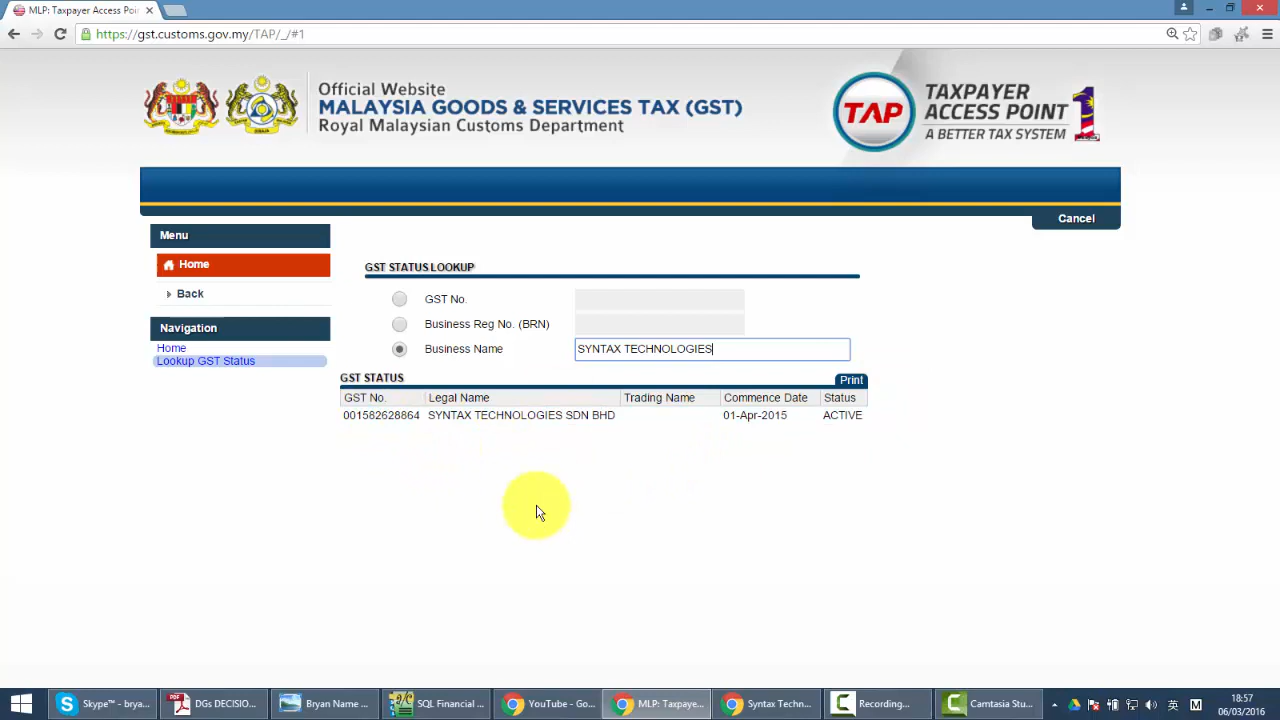 MLP: Taxpayer Access Poi
https://gst.customs.gov.my/TAP/_/#1
Official Website
MALAYSIA GOODS & SERVICES TAX (GST)
Royal Malaysian Customs Department
TAP
TAXPAYER
ACCESS POINT
A BETTER TAX SYSTEM
1
Cancel
Menu
Home
Back
Navigation
Home
Lookup GST Status
GST STATUS LOOKUP
GST No.
Business Reg No. (BRN)
Business Name SYNTAX TECHNOLOGIES
GST STATUS Print
GST No. Legal Name Trading Name Commence Date Status
001582628864 SYNTAX TECHNOLOGIES SDN BHD 01-Apr-2015 ACTIVE
Skype™ - brya...
DGs DECISIO...
Bryan Name ...
SQL Financial ...
YouTube - Go...
MLP: Taxpaye...
Syntax Techn...
Recording...
Camtasia Stu...
英
M
18:57
06/03/2016